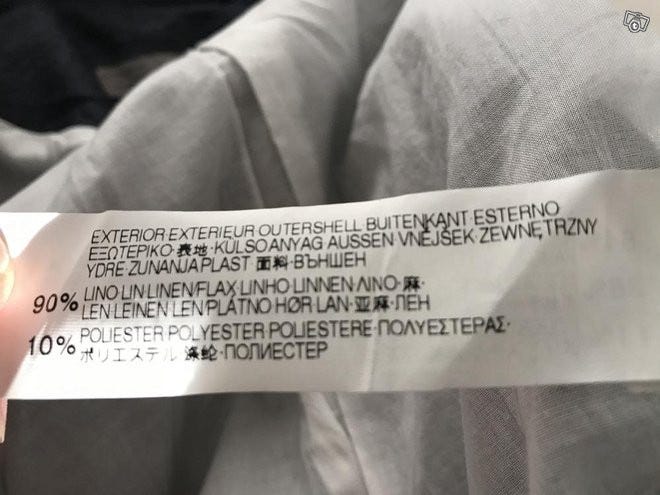 EXTERIOR·EXTERIEUR OUTERSHELL·BUITENKANT·ESTERNO
ΕΞΩΤΕΡΙΚΟ·表地·KÜLSOANYAG AUSSEN VNĚJŠEK·ZEWNĘTRZNY
YDRE·ZUNANJA PLAST 面料·ВЪНШЕН
90% LINO·LIN·LINEN/FLAX·LINHO·LINNEN·ΛΙΝΟ·麻·
LEN·LEINEN·LEN PLÁTNO HØR·LAN·亚麻·ЛЕН
10% POLIESTER POLYESTER·POLIESTERE·ΠΟΛΥΕΣΤΕΡΑΣ·
ポリエステル 涤纶·ПОЛИЕСТЕР